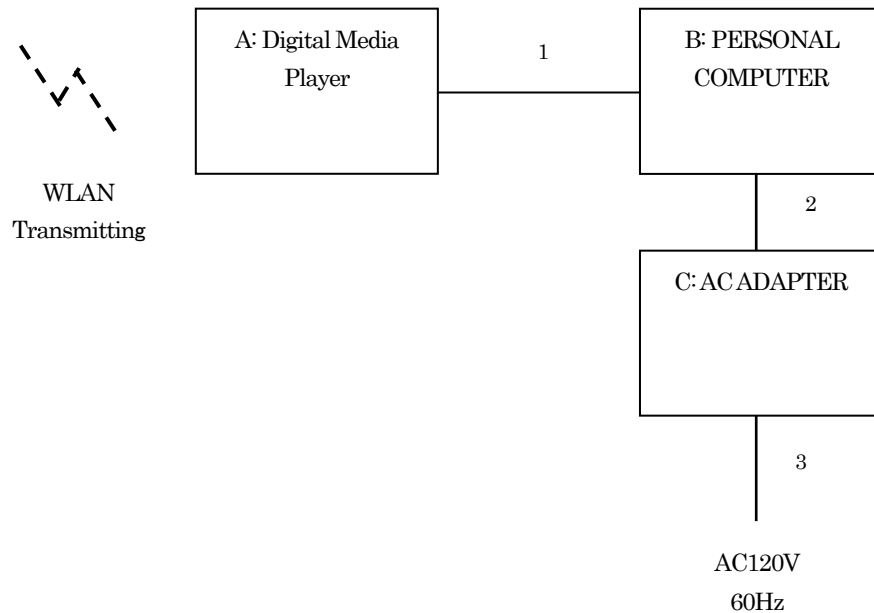 A: Digital Media
Player
1
B: PERSONAL
COMPUTER
WLAN
Transmitting
2
C: AC ADAPTER
3
AC120V
60Hz